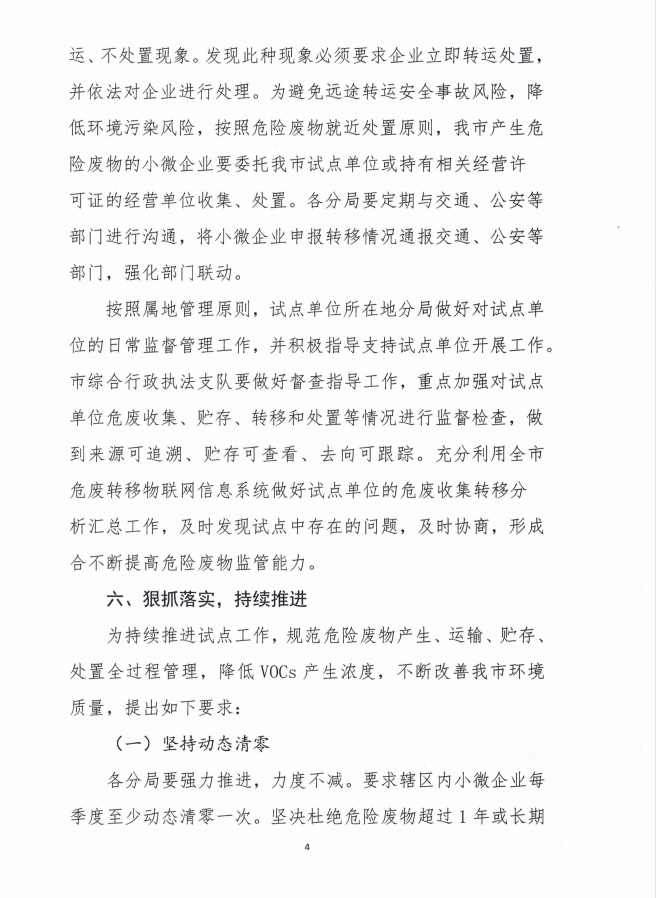 运、不处置现象。发现此种现象必须要求企业立即转运处置，
并依法对企业进行处理。为避免远途转运安全事故风险，降
低环境污染风险，按照危险废物就近处置原则，我市产生危
险废物的小微企业要委托我市试点单位或持有相关经营许
可证的经营单位收集、处置。各分局要定期与交通、公安等
部门进行沟通，将小微企业申报转移情况通报交通、公安等
部门，强化部门联动。
按照属地管理原则，试点单位所在地分局做好对试点单
位的日常监督管理工作，并积极指导支持试点单位开展工作。
市综合行政执法支队要做好督查指导工作，重点加强对试点
单位危废收集、贮存、转移和处置等情况进行监督检查，做
到来源可追溯、贮存可查看、去向可跟踪。充分利用全市
危废转移物联网信息系统做好试点单位的危废收集转移分
析汇总工作，及时发现试点中存在的问题，及时协商，形成
合不断提高危险废物监管能力。
六、狠抓落实，持续推进
为持续推进试点工作，规范危险废物产生、运输、贮存、
处置全过程管理，降低 VOCs 产生浓度，不断改善我市环境
质量，提出如下要求：
（一）坚持动态清零
各分局要强力推进，力度不减。要求辖区内小微企业每
季度至少动态清零一次。坚决杜绝危险废物超过 1 年或长期
4